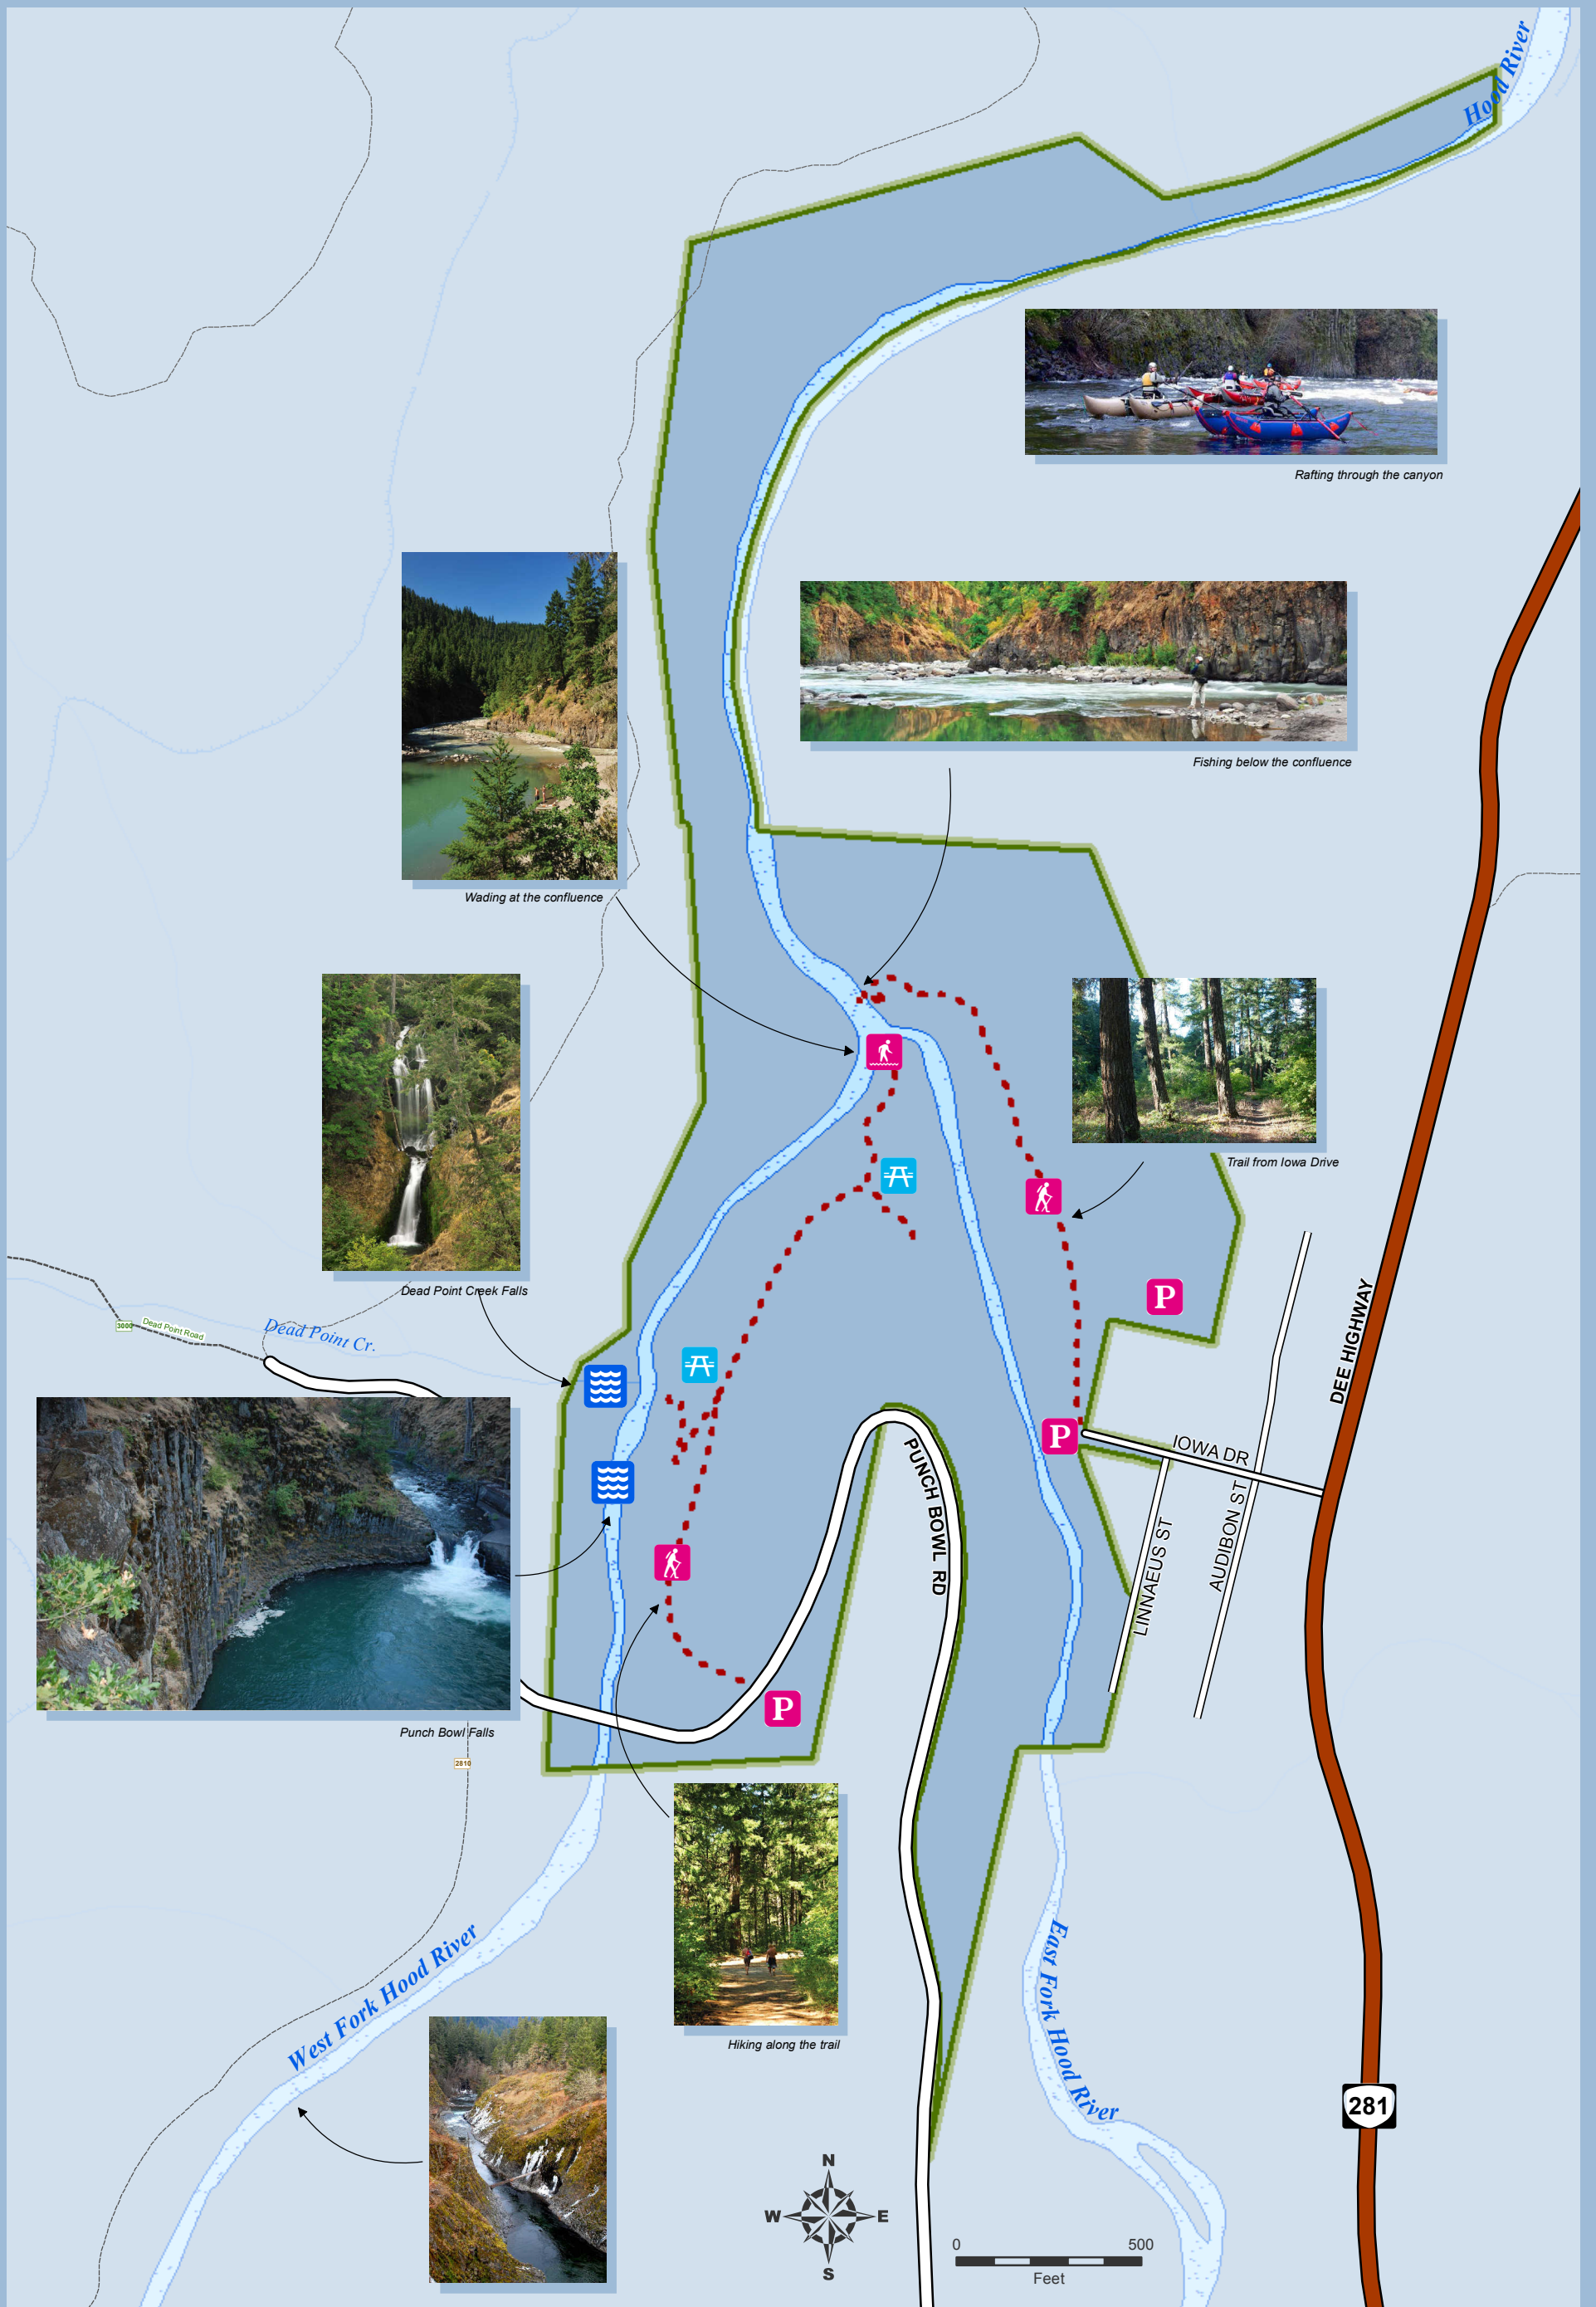 Hood River
Rafting through the canyon
Fishing below the confluence
Wading at the confluence
Trail from Iowa Drive
Dead Point Creek Falls
3000
Dead Point Road
Dead Point Cr.
P
DEE HIGHWAY
P
IOWA DR
PUNCH BOWL RD
LINNAEUS ST
AUDIBON ST
P
Punch Bowl Falls
2810
West Fork Hood River
East Fork Hood River
Hiking along the trail
281
N
W E
S
0 500
Feet